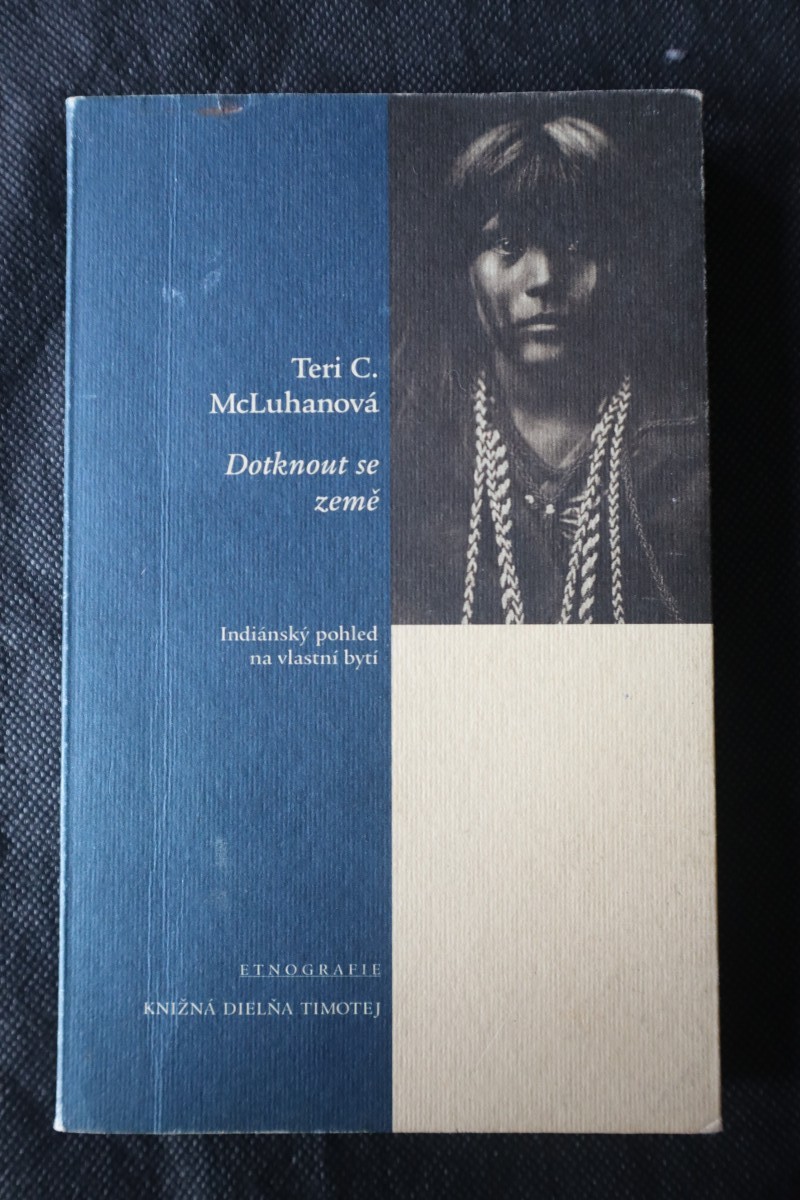 Teri C.
McLuhanová
Dotknout se
země
Indiánský pohled
na vlastní bytí
ETNOGRAFIE
KNIŽNÁ DIELŇA TIMOTEJ